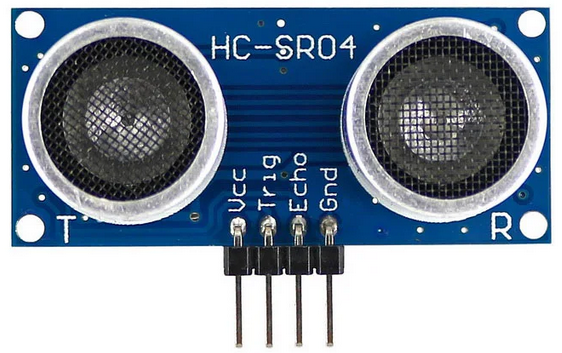 HC-SR04
Vcc
Trig
Echo
Gnd
T
R